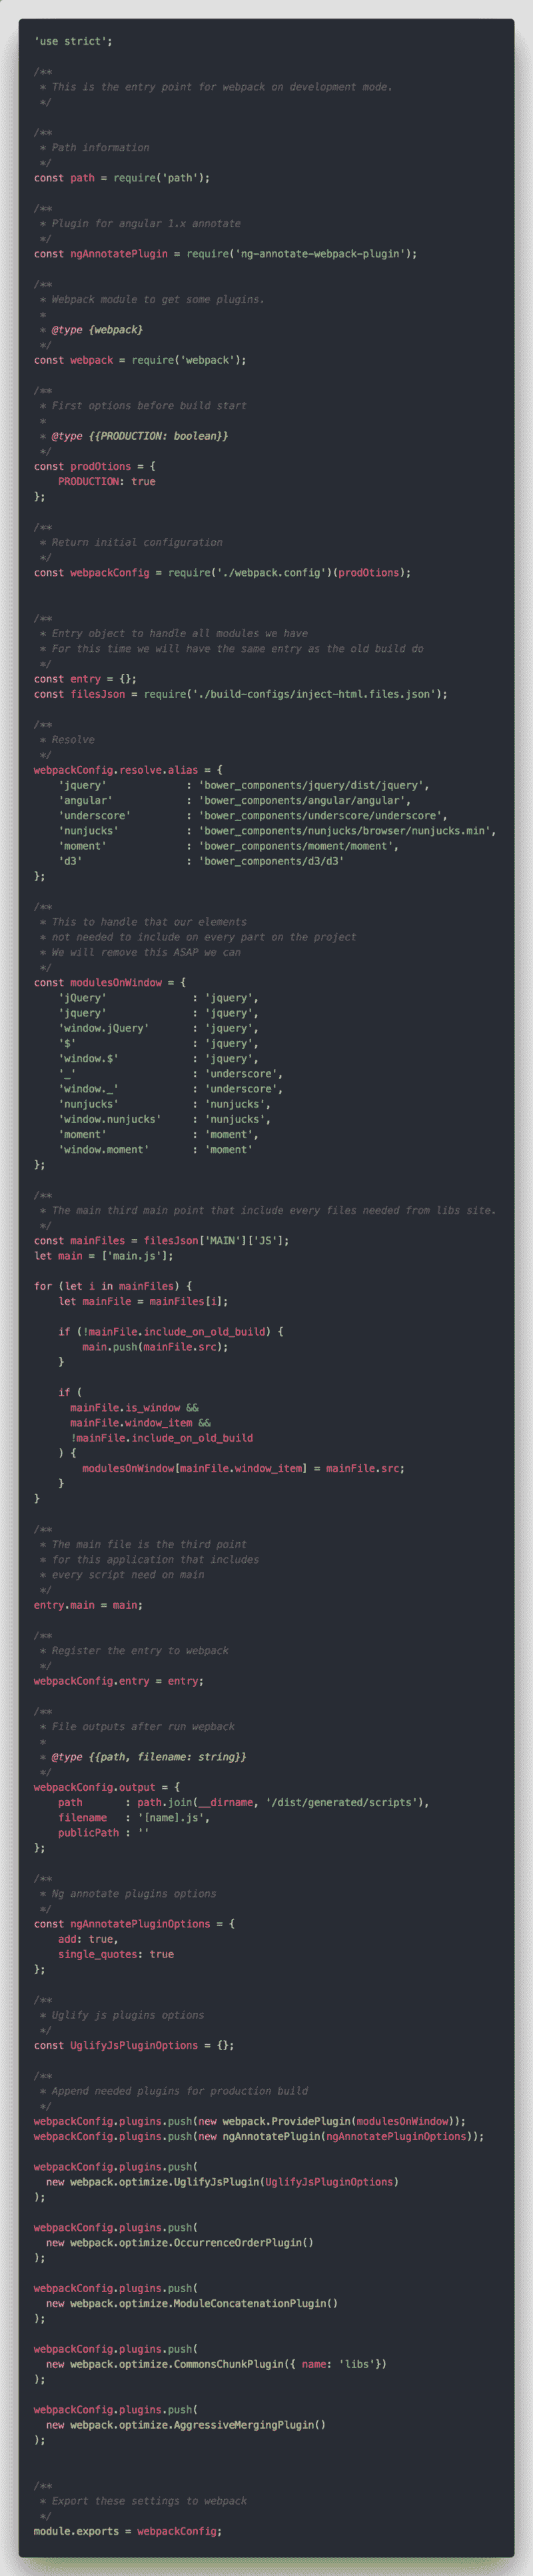 'use strict';
/**
 * This is the entry point for webpack on development mode.
 */
/**
 * Path information
 */
const path = require('path');
/**
 * Plugin for angular 1.x annotate
 */
const ngAnnotatePlugin = require('ng-annotate-webpack-plugin');
/**
 * Webpack module to get some plugins.
 *
 * @type {webpack}
 */
const webpack = require('webpack');
/**
 * First options before build start
 *
 * @type {{PRODUCTION: boolean}}
 */
const prodOtions = {
    PRODUCTION: true
};
/**
 * Return initial configuration
 */
const webpackConfig = require('./webpack.config')(prodOtions);
/**
 * Entry object to handle all modules we have
 * For this time we will have the same entry as the old build do
 */
const entry = {};
const filesJson = require('./build-configs/inject-html.files.json');
/**
 * Resolve
 */
webpackConfig.resolve.alias = {
    'jquery'             : 'bower_components/jquery/dist/jquery',
    'angular'            : 'bower_components/angular/angular',
    'underscore'         : 'bower_components/underscore/underscore',
    'nunjucks'           : 'bower_components/nunjucks/browser/nunjucks.min',
    'moment'             : 'bower_components/moment/moment',
    'd3'                 : 'bower_components/d3/d3'
};
/**
 * This to handle that our elements
 * not needed to include on every part on the project
 * We will remove this ASAP we can
 */
const modulesOnWindow = {
    'jQuery'              : 'jquery',
    'jquery'              : 'jquery',
    'window.jQuery'       : 'jquery',
    '$'                   : 'jquery',
    'window.$'            : 'jquery',
    '_'                   : 'underscore',
    'window._'            : 'underscore',
    'nunjucks'            : 'nunjucks',
    'window.nunjucks'     : 'nunjucks',
    'moment'              : 'moment',
    'window.moment'       : 'moment'
};
/**
 * The main third main point that include every files needed from libs site.
 */
const mainFiles = filesJson['MAIN']['JS'];
let main = ['main.js'];
for (let i in mainFiles) {
    let mainFile = mainFiles[i];
    if (!mainFile.include_on_old_build) {
        main.push(mainFile.src);
    }
    if (
      mainFile.is_window &&
      mainFile.window_item &&
      !mainFile.include_on_old_build
    ) {
        modulesOnWindow[mainFile.window_item] = mainFile.src;
    }
}
/**
 * The main file is the third point
 * for this application that includes
 * every script need on main
 */
entry.main = main;
/**
 * Register the entry to webpack
 */
webpackConfig.entry = entry;
/**
 * File outputs after run wepback
 *
 * @type {{path, filename: string}}
 */
webpackConfig.output = {
    path       : path.join(__dirname, '/dist/generated/scripts'),
    filename   : '[name].js',
    publicPath : ''
};
/**
 * Ng annotate plugins options
 */
const ngAnnotatePluginOptions = {
    add: true,
    single_quotes: true
};
/**
 * Uglify js plugins options
 */
const UglifyJsPluginOptions = {};
/**
 * Append needed plugins for production build
 */
webpackConfig.plugins.push(new webpack.ProvidePlugin(modulesOnWindow));
webpackConfig.plugins.push(new ngAnnotatePlugin(ngAnnotatePluginOptions));
webpackConfig.plugins.push(
  new webpack.optimize.UglifyJsPlugin(UglifyJsPluginOptions)
);
webpackConfig.plugins.push(
  new webpack.optimize.OccurrenceOrderPlugin()
);
webpackConfig.plugins.push(
  new webpack.optimize.ModuleConcatenationPlugin()
);
webpackConfig.plugins.push(
  new webpack.optimize.CommonsChunkPlugin({ name: 'libs'})
);
webpackConfig.plugins.push(
  new webpack.optimize.AggressiveMergingPlugin()
);
/**
 * Export these settings to webpack
 */
module.exports = webpackConfig;